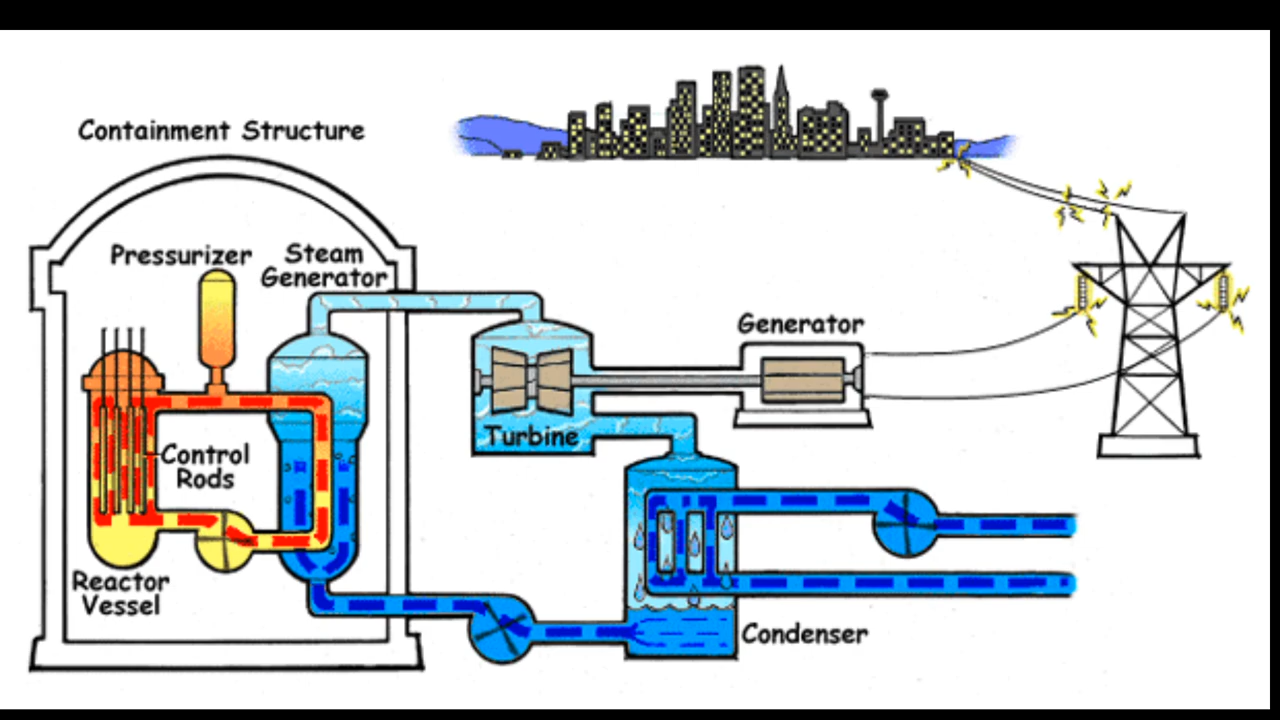 Containment Structure
Pressurizer
Steam
Generator
Generator
Turbine
Control
Rods
Reactor
Vessel
Condenser